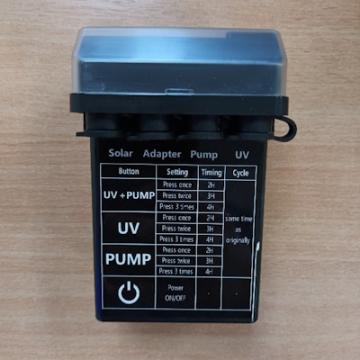 Solar Adapter Pump UV
Button Setting Timing Cycle
UV + PUMP Press once 2H
Press twice 3H
Press 3 times 4H
UV Press once 2H
Press twice 3H
Press 3 times 4H
same time
as
originally
PUMP Press once 2H
Press twice 3H
Press 3 times 4H
Power
ON/OFF